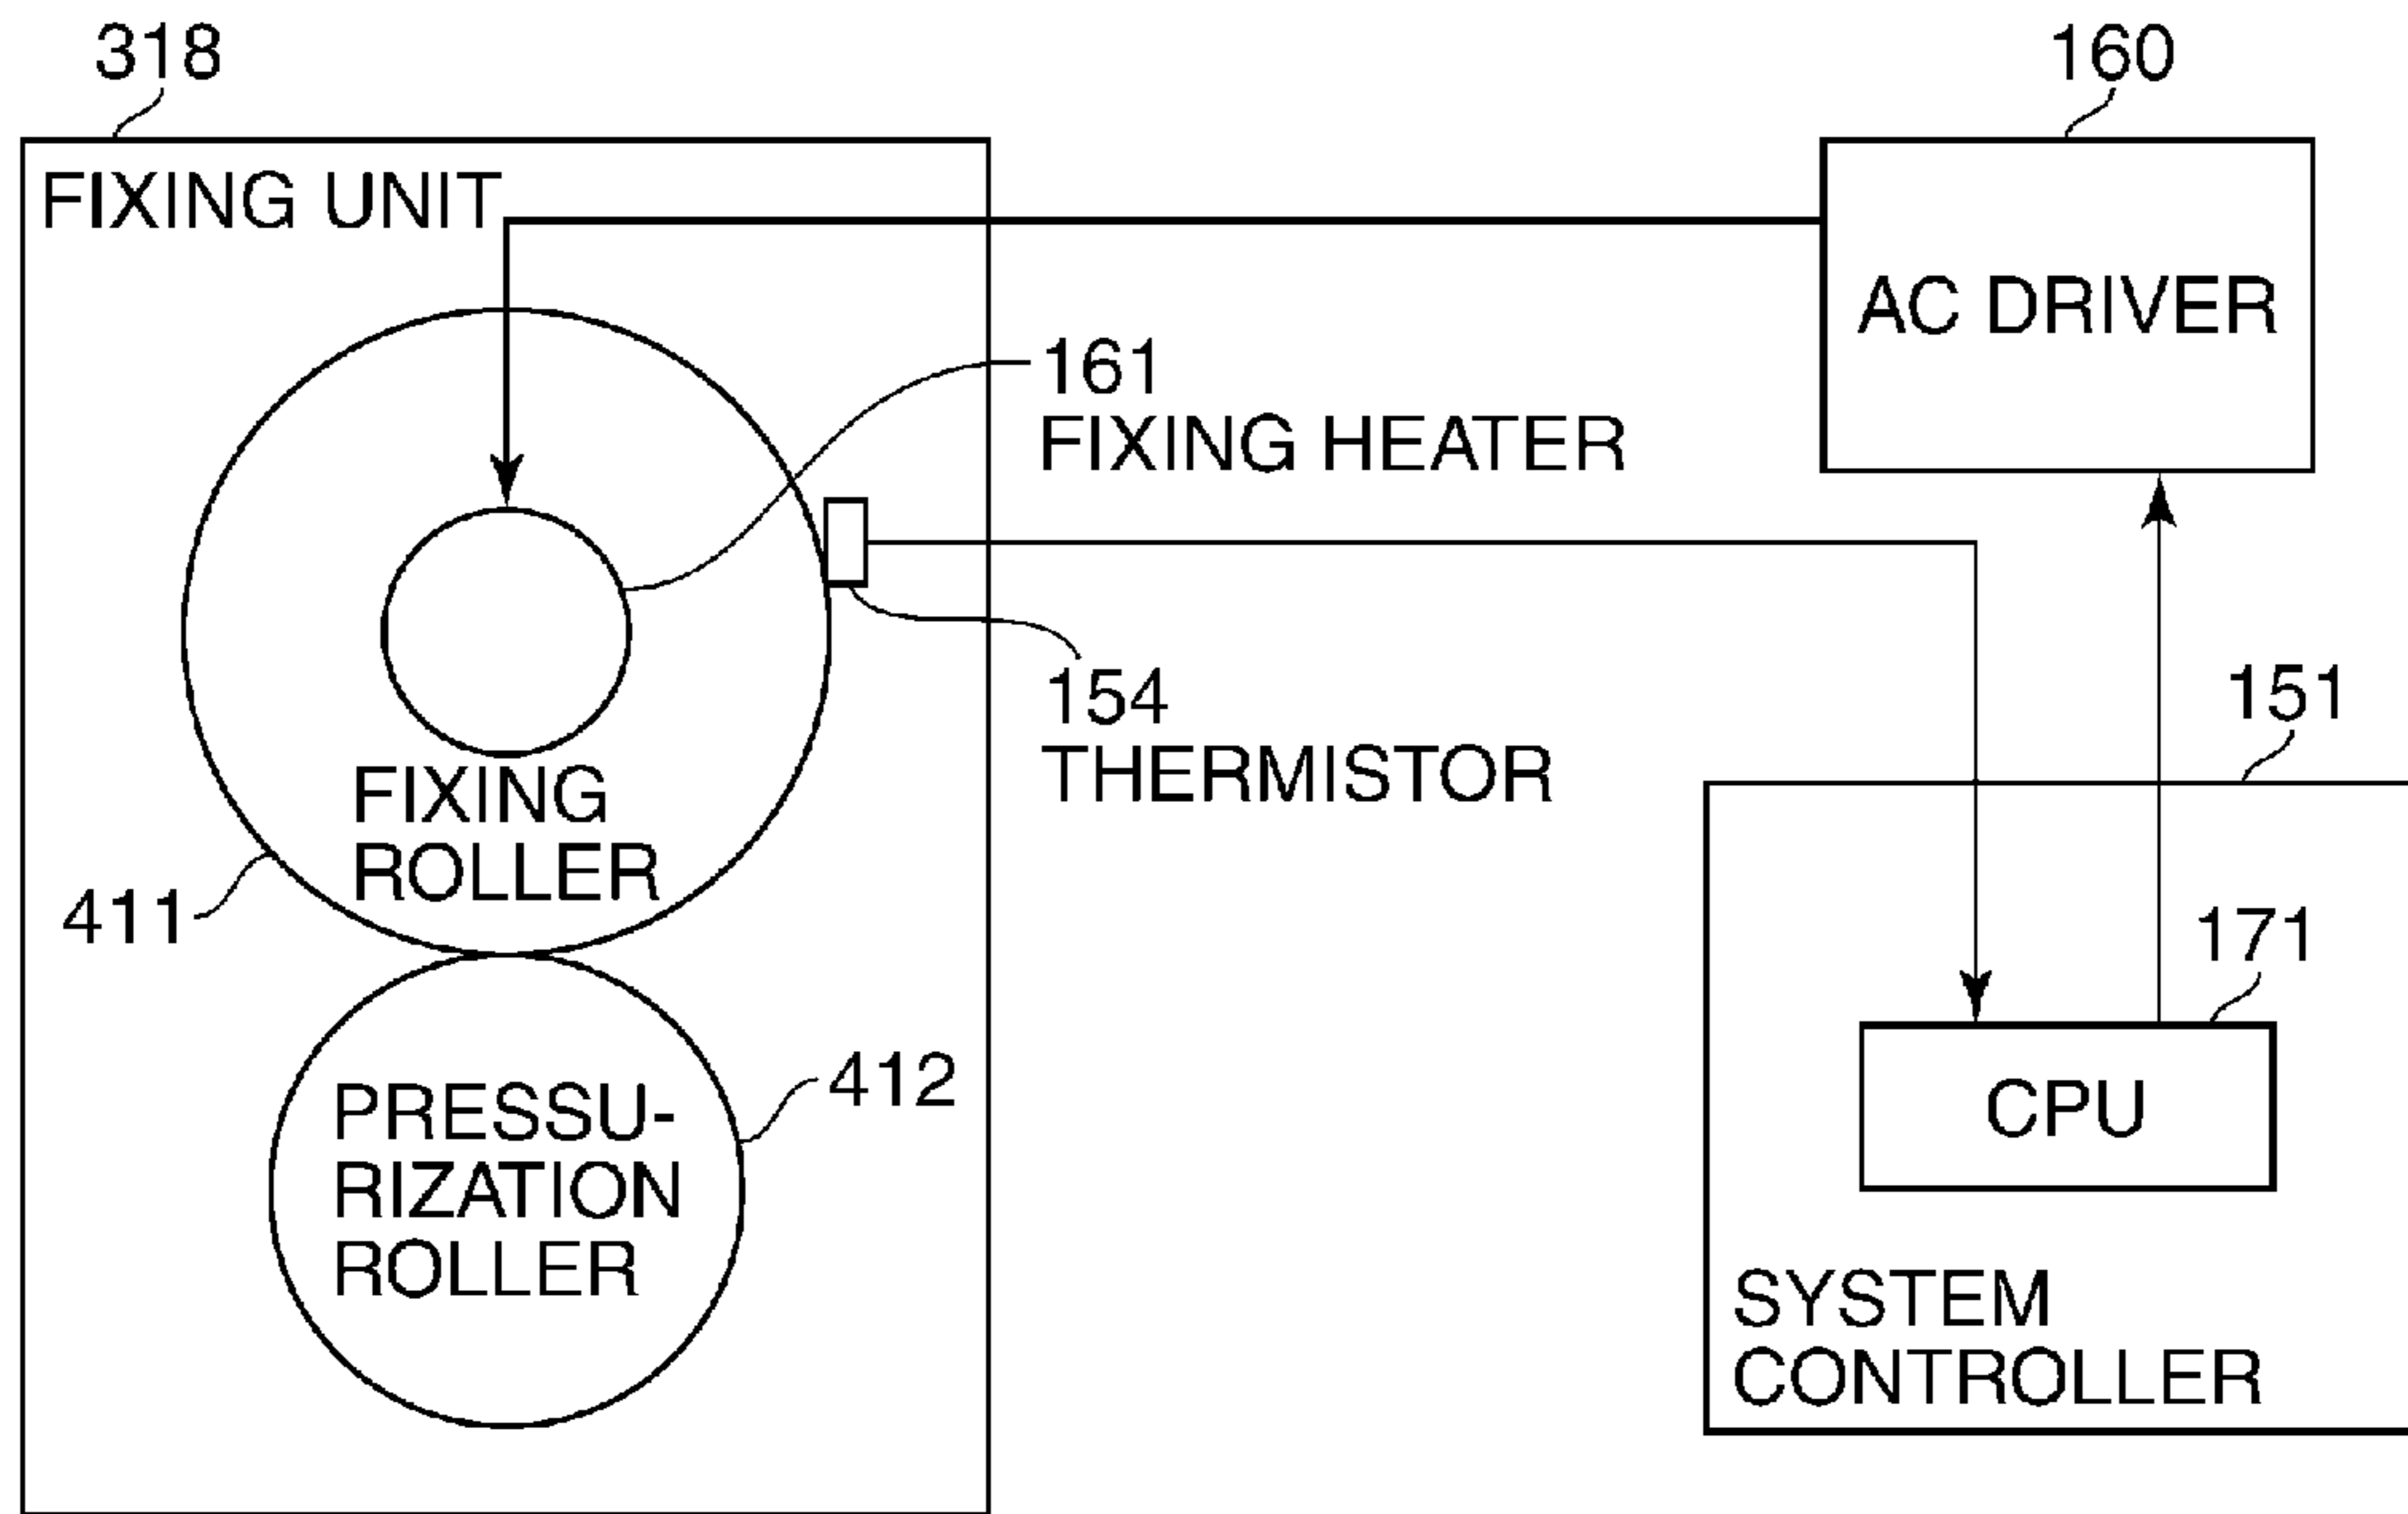 318
160
FIXING UNIT
AC DRIVER
161
FIXING HEATER
154
THERMISTOR
151
FIXING
ROLLER
411
171
412
CPU
PRESSU-
RIZATION
ROLLER
SYSTEM
CONTROLLER